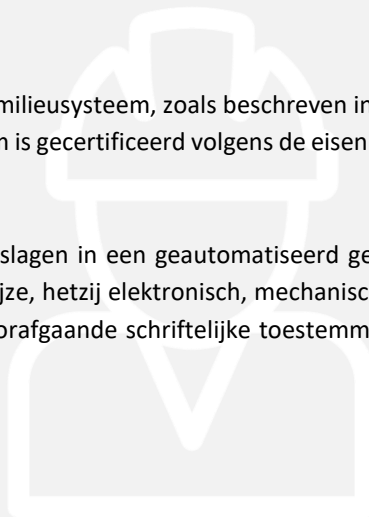 milieusysteem, zoals beschreven in
is gecertificeerd volgens de eisen
slagen in een geautomatiseerd ge
jze, hetzij elektronisch, mechanisc
orafgaande schriftelijke toestemm